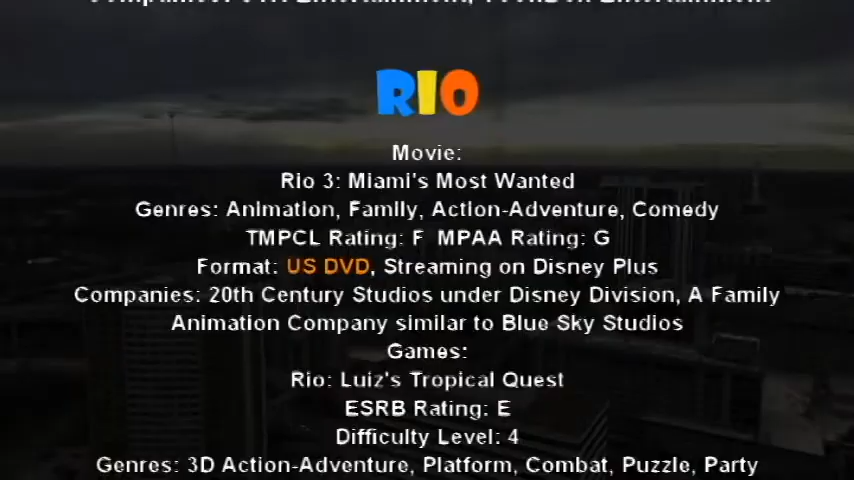 RIO
Movie:
Rio 3: Miami's Most Wanted
Genres: Animation, Family, Action-Adventure, Comedy
TMPCL Rating: F MPAA Rating: G
Format: US DVD, Streaming on Disney Plus
Companies: 20th Century Studios under Disney Division, A Family
Animation Company similar to Blue Sky Studios
Games:
Rio: Luiz's Tropical Quest
ESRB Rating: E
Difficulty Level: 4
Genres: 3D Action-Adventure, Platform, Combat, Puzzle, Party